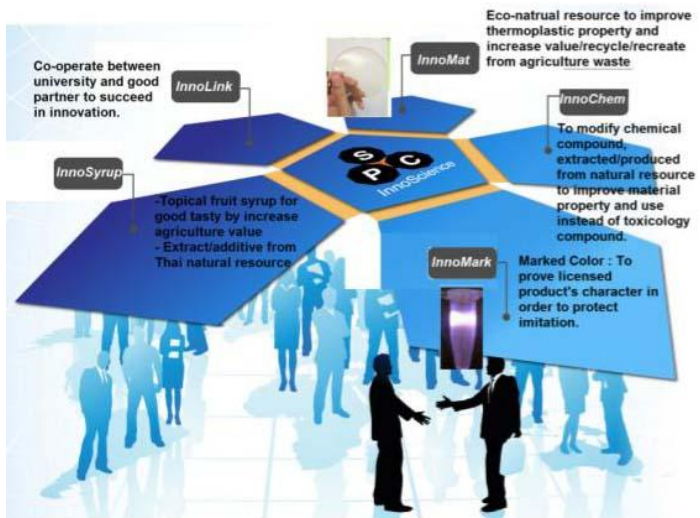 Eco-natrual resource to improve
thermoplastic property and
increase value/recycle/recreate
from agriculture waste
InnoMat
Co-operate between
university and good
partner to succeed
in innovation.
InnoLink
InnoChem
To modify chemical
compound,
extracted/produced
from natural resource
to improve material
property and use
instead of toxicology
compound.
S
P
C
InnoScience
InnoSyrup
-Topical fruit syrup for
good tasty by increase
agriculture value
- Extract/additive from
Thai natural resource
InnoMark
Marked Color : To
prove licensed
product's character in
order to protect
imitation.